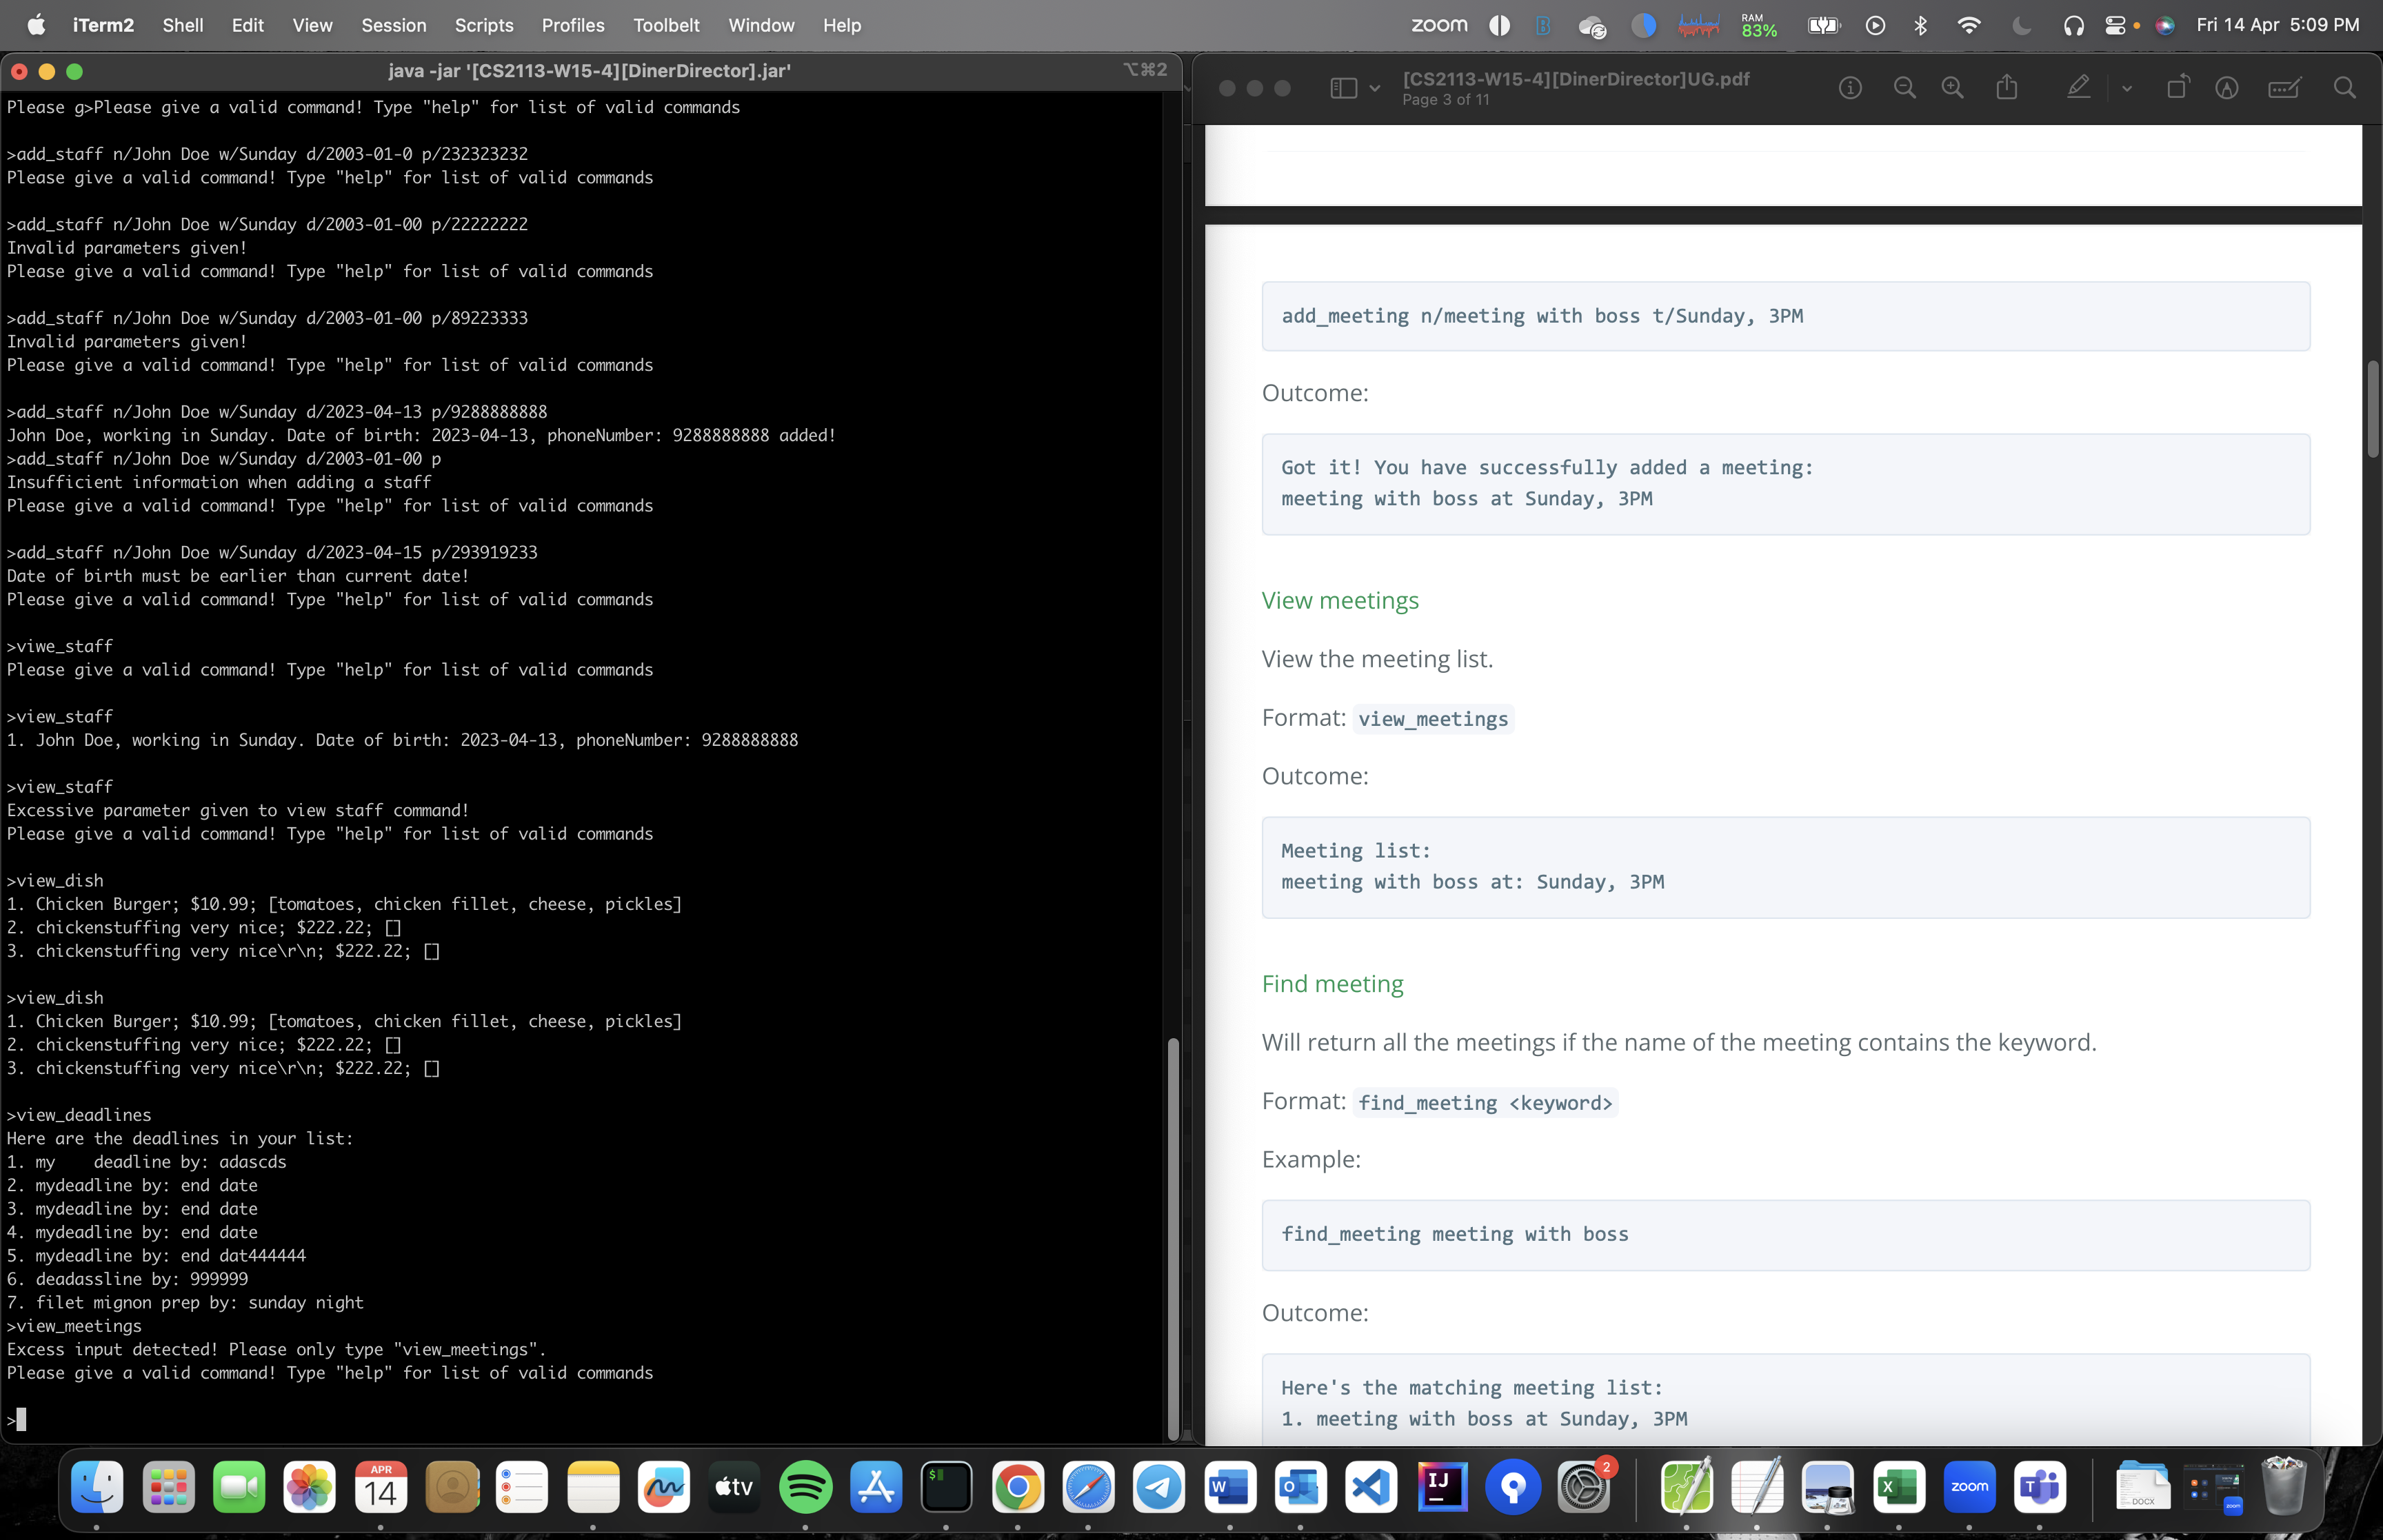 iTerm2 Shell Edit View Session Scripts Profiles Toolbelt Window Help
zoom RAM 83% Fri 14 Apr 5:09 PM
java -jar '[CS2113-W15-4][DinerDirector].jar' ⌥⌘2
Please g>Please give a valid command! Type "help" for list of valid commands
>add_staff n/John Doe w/Sunday d/2003-01-0 p/232323232
Please give a valid command! Type "help" for list of valid commands
>add_staff n/John Doe w/Sunday d/2003-01-00 p/22222222
Invalid parameters given!
Please give a valid command! Type "help" for list of valid commands
>add_staff n/John Doe w/Sunday d/2003-01-00 p/89223333
Invalid parameters given!
Please give a valid command! Type "help" for list of valid commands
>add_staff n/John Doe w/Sunday d/2023-04-13 p/9288888888
John Doe, working in Sunday. Date of birth: 2023-04-13, phoneNumber: 9288888888 added!
>add_staff n/John Doe w/Sunday d/2003-01-00 p
Insufficient information when adding a staff
Please give a valid command! Type "help" for list of valid commands
>add_staff n/John Doe w/Sunday d/2023-04-15 p/293919233
Date of birth must be earlier than current date!
Please give a valid command! Type "help" for list of valid commands
>viwe_staff
Please give a valid command! Type "help" for list of valid commands
>view_staff
1. John Doe, working in Sunday. Date of birth: 2023-04-13, phoneNumber: 9288888888
>view_staff
Excessive parameter given to view staff command!
Please give a valid command! Type "help" for list of valid commands
>view_dish
1. Chicken Burger; $10.99; [tomatoes, chicken fillet, cheese, pickles]
2. chickenstuffing very nice; $222.22; []
3. chickenstuffing very nice\r\n; $222.22; []
>view_dish
1. Chicken Burger; $10.99; [tomatoes, chicken fillet, cheese, pickles]
2. chickenstuffing very nice; $222.22; []
3. chickenstuffing very nice\r\n; $222.22; []
>view_deadlines
Here are the deadlines in your list:
1. my    deadline by: adascds
2. mydeadline by: end date
3. mydeadline by: end date
4. mydeadline by: end date
5. mydeadline by: end dat444444
6. deadassline by: 999999
7. filet mignon prep by: sunday night
>view_meetings
Excess input detected! Please only type "view_meetings".
Please give a valid command! Type "help" for list of valid commands
>
[CS2113-W15-4][DinerDirector]UG.pdf
Page 3 of 11
add_meeting n/meeting with boss t/Sunday, 3PM
Outcome:
Got it! You have successfully added a meeting:
meeting with boss at Sunday, 3PM
View meetings
View the meeting list.
Format: view_meetings
Outcome:
Meeting list:
meeting with boss at: Sunday, 3PM
Find meeting
Will return all the meetings if the name of the meeting contains the keyword.
Format: find_meeting <keyword>
Example:
find_meeting meeting with boss
Outcome:
Here's the matching meeting list:
1. meeting with boss at Sunday, 3PM
APR
14
tv
$
W
O
IJ
2
X
zoom
T
DOCX